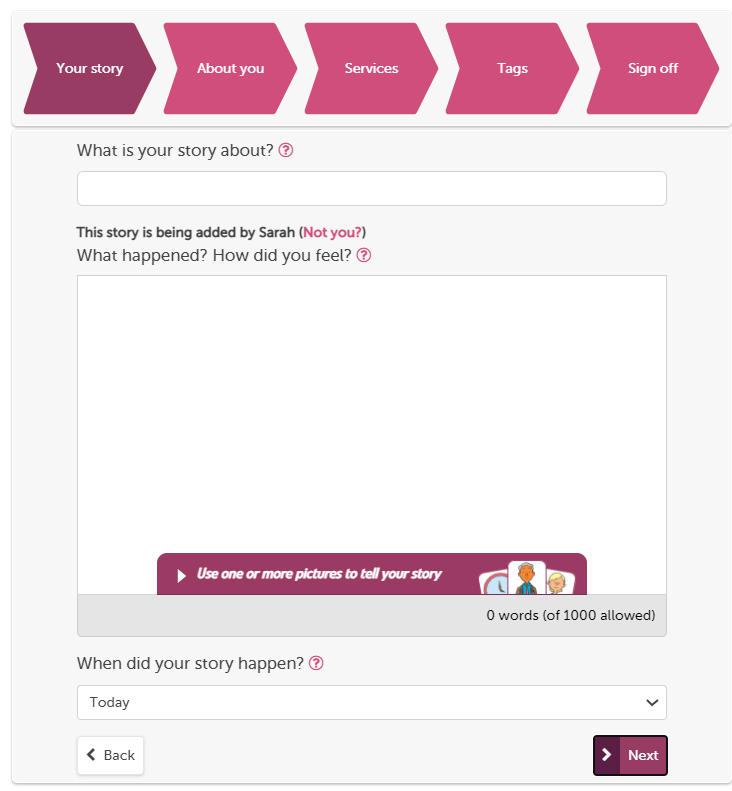 Your story
About you
Services
Tags
Sign off
What is your story about? ?
This story is being added by Sarah (Not you?)
What happened? How did you feel? ?
Use one or more pictures to tell your story
0 words (of 1000 allowed)
When did your story happen? ?
Today
Back
Next